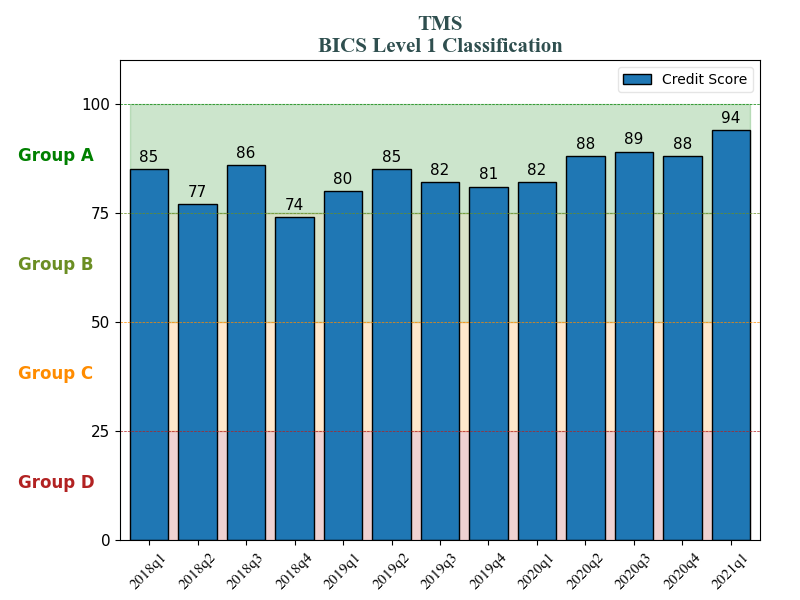 TMS
BICS Level 1 Classification
Credit Score
100
75
50
25
0
Group A
Group B
Group C
Group D
85
77
86
74
80
85
82
81
82
88
89
88
94
2018q1
2018q2
2018q3
2018q4
2019q1
2019q2
2019q3
2019q4
2020q1
2020q2
2020q3
2020q4
2021q1